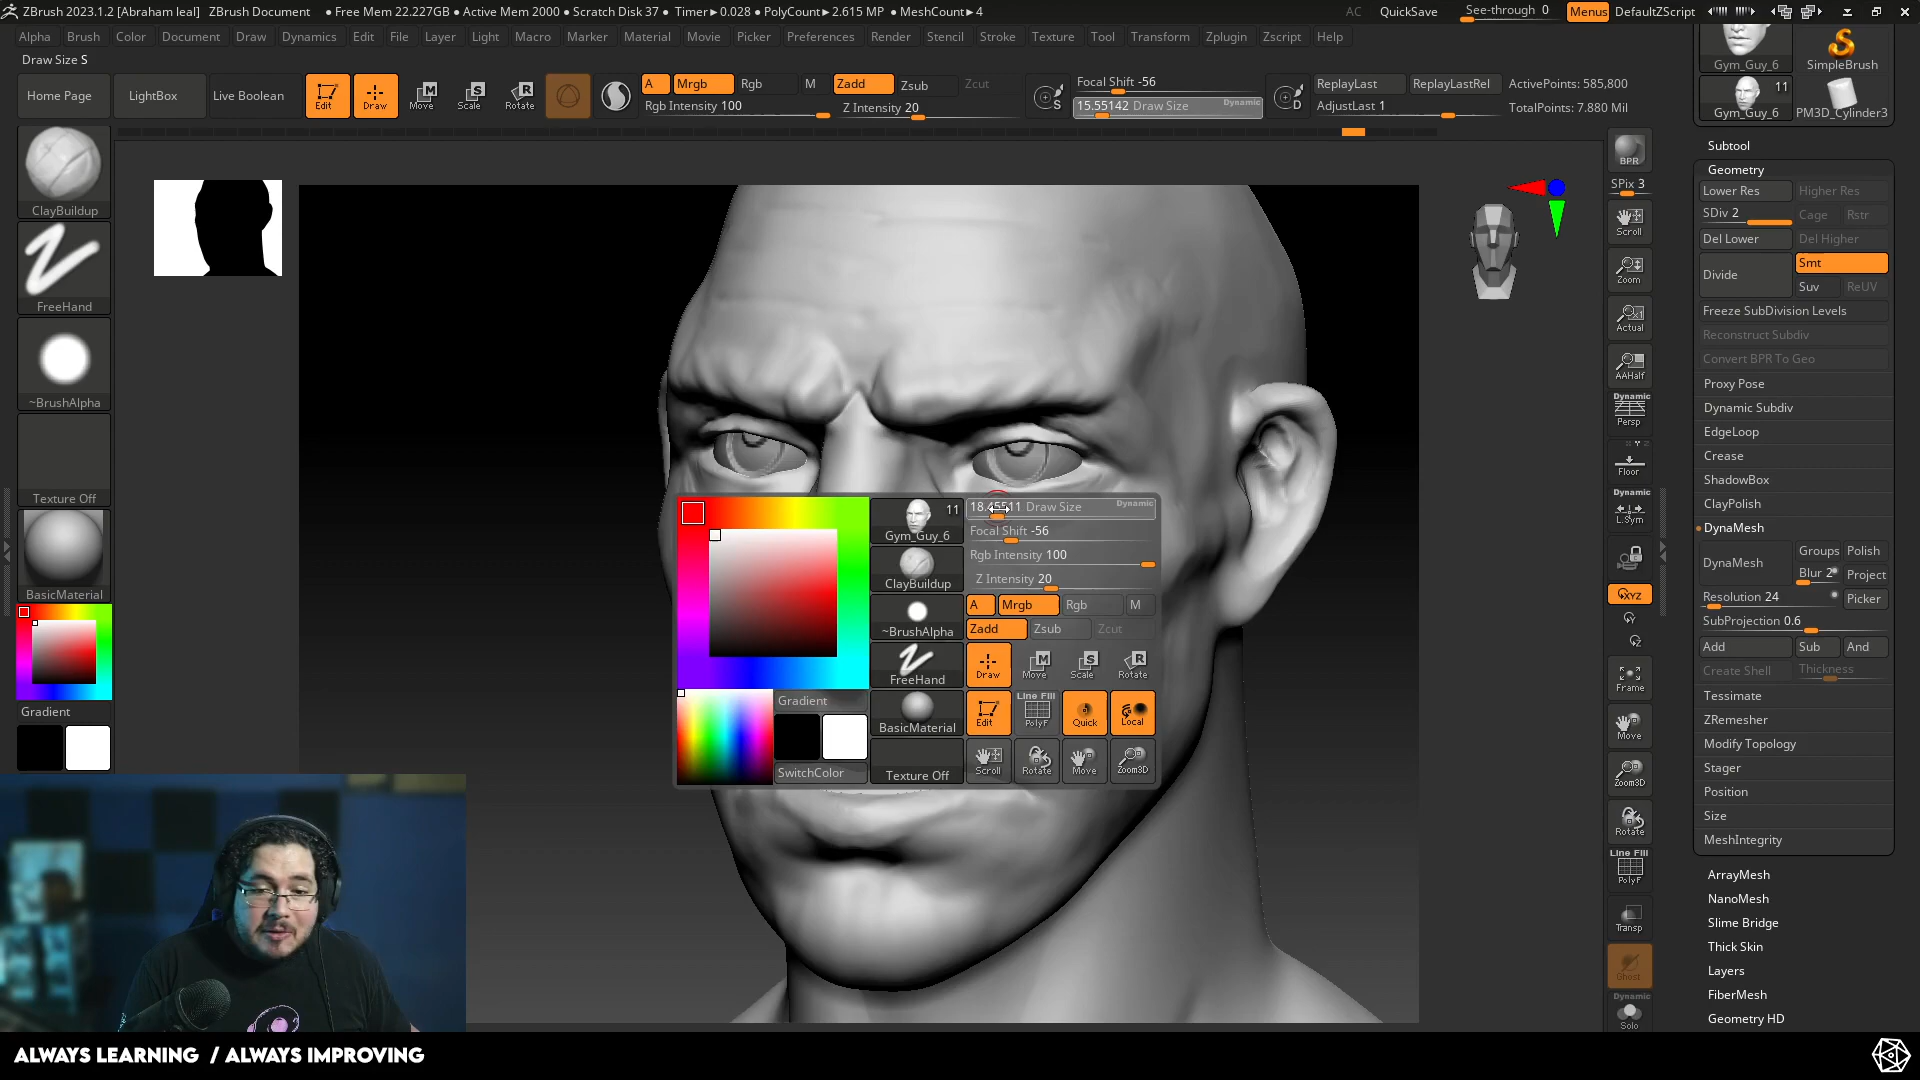 ZBrush 2023.1.2 [Abraham leal] ZBrush Document • Free Mem 22.227GB • Active Mem 2000 • Scratch Disk 37 • Timer▸0.028 • PolyCount▸2.615 MP • MeshCount▸4 AC QuickSave See-through 0 Menus DefaultZScript
Alpha Brush Color Document Draw Dynamics Edit File Layer Light Macro Marker Material Movie Picker Preferences Render Stencil Stroke Texture Tool Transform Zplugin Zscript Help
Draw Size S
Home Page LightBox Live Boolean Edit Draw Move Scale Rotate
A Mrgb Rgb M Zadd Zsub Zcut
Rgb Intensity 100 Z Intensity 20
Focal Shift -56
15.55142 Draw Size Dynamic
S D
ReplayLast ReplayLastRel ActivePoints: 585,800
AdjustLast 1 TotalPoints: 7.880 Mil
ClayBuildup
FreeHand
~BrushAlpha
Texture Off
BasicMaterial
Gradient
11
Gym_Guy_6
ClayBuildup
~BrushAlpha
FreeHand
BasicMaterial
Texture Off
Gradient
SwitchColor
Draw Size Dynamic
Focal Shift -56
Rgb Intensity 100
Z Intensity 20
A Mrgb Rgb M
Zadd Zsub Zcut
Draw Move Scale Rotate
Line Fill
Edit PolyF Quick Local
Scroll Rotate Move Zoom3D
BPR
SPix 3
Scroll
Zoom
Actual
AAHalf
Dynamic
Persp
Floor
Dynamic
L.Sym
XYZ
Frame
Move
Zoom3D
Rotate
Line Fill
PolyF
Transp
Ghost
Dynamic
Solo
Gym_Guy_6 SimpleBrush
11
Gym_Guy_6 PM3D_Cylinder3
Subtool
Geometry
Lower Res Higher Res
SDiv 2 Cage Rstr
Del Lower Del Higher
Divide Smt
Suv ReUV
Freeze SubDivision Levels
Reconstruct Subdiv
Convert BPR To Geo
Proxy Pose
Dynamic Subdiv
EdgeLoop
Crease
ShadowBox
ClayPolish
DynaMesh
DynaMesh Groups Polish
Blur 2 Project
Resolution 24 Picker
SubProjection 0.6
Add Sub And
Create Shell Thickness
Tessimate
ZRemesher
Modify Topology
Stager
Position
Size
MeshIntegrity
ArrayMesh
NanoMesh
Slime Bridge
Thick Skin
Layers
FiberMesh
Geometry HD
ALWAYS LEARNING / ALWAYS IMPROVING